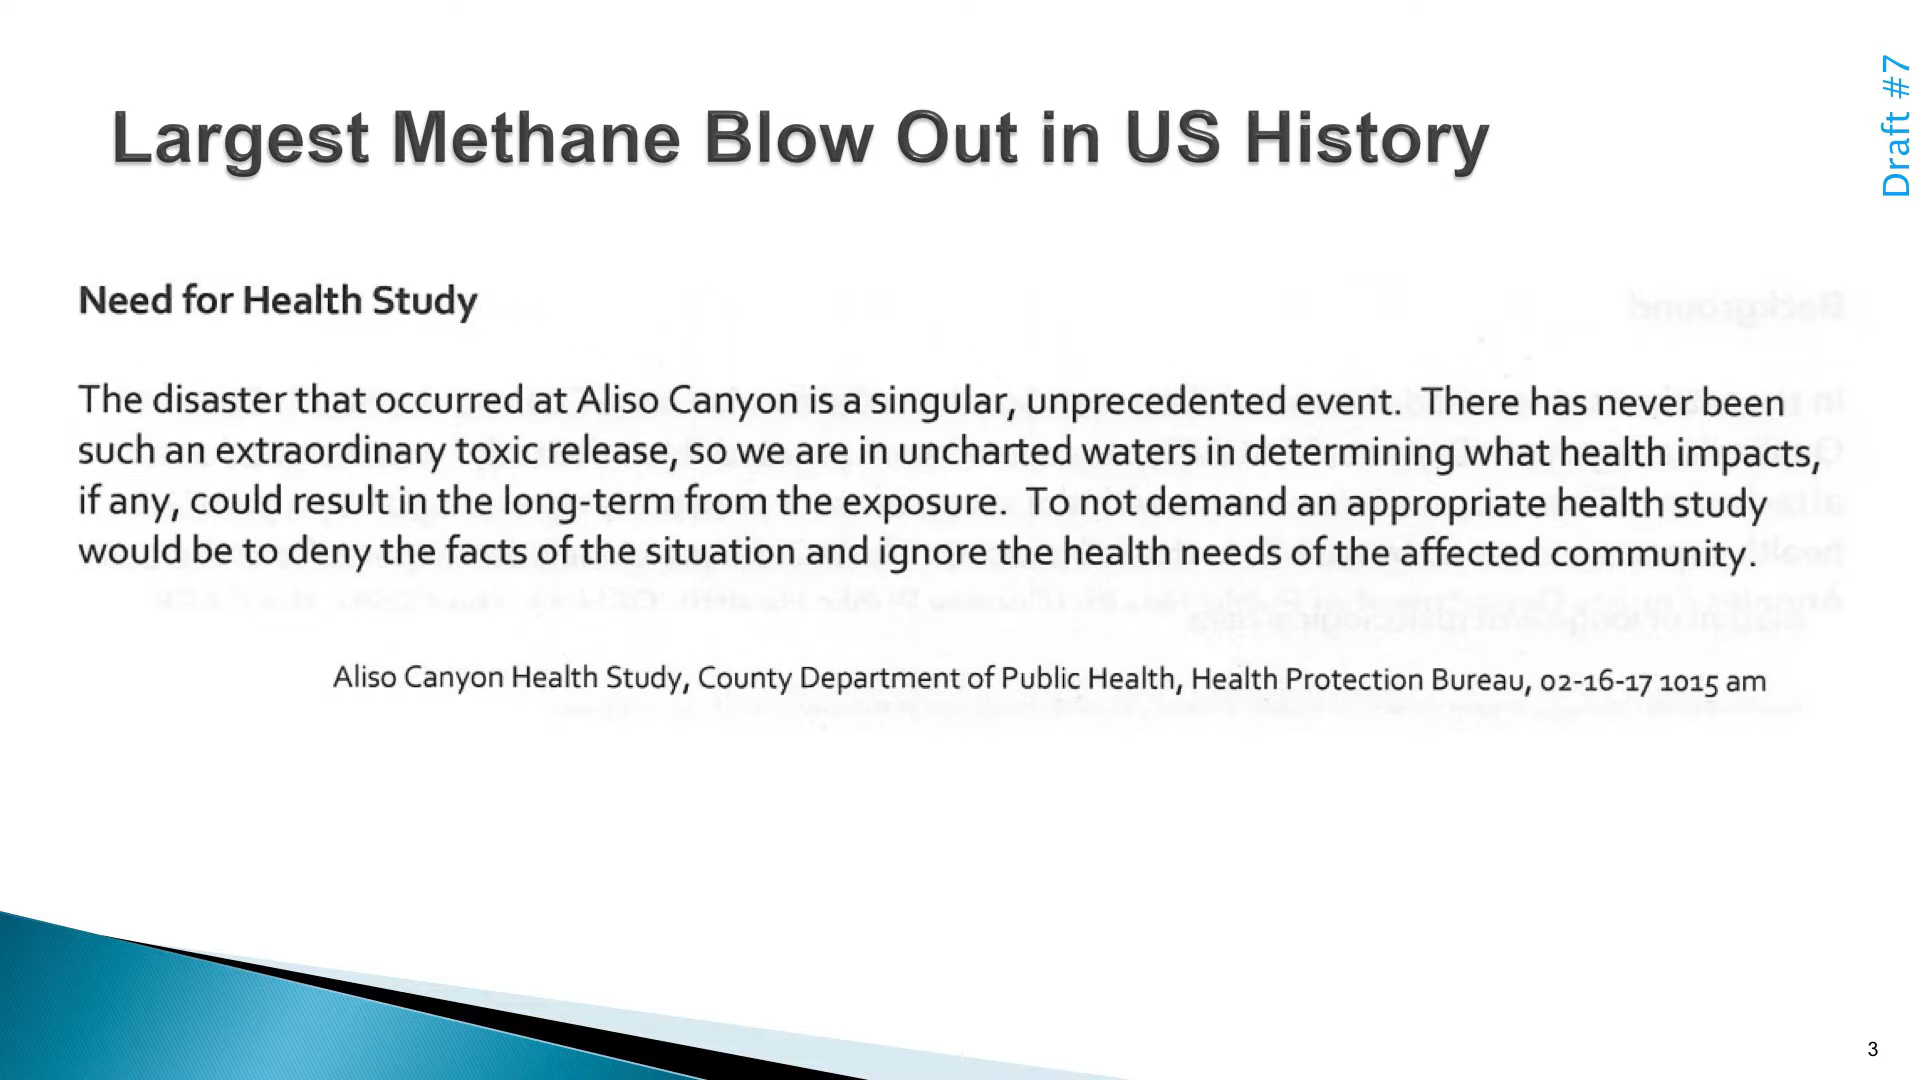 Draft #7
Largest Methane Blow Out in US History
Need for Health Study
The disaster that occurred at Aliso Canyon is a singular, unprecedented event.  There has never been
such an extraordinary toxic release, so we are in uncharted waters in determining what health impacts,
if any, could result in the long-term from the exposure.  To not demand an appropriate health study
would be to deny the facts of the situation and ignore the health needs of the affected community.
Aliso Canyon Health Study, County Department of Public Health, Health Protection Bureau, 02-16-17 1015 am
3